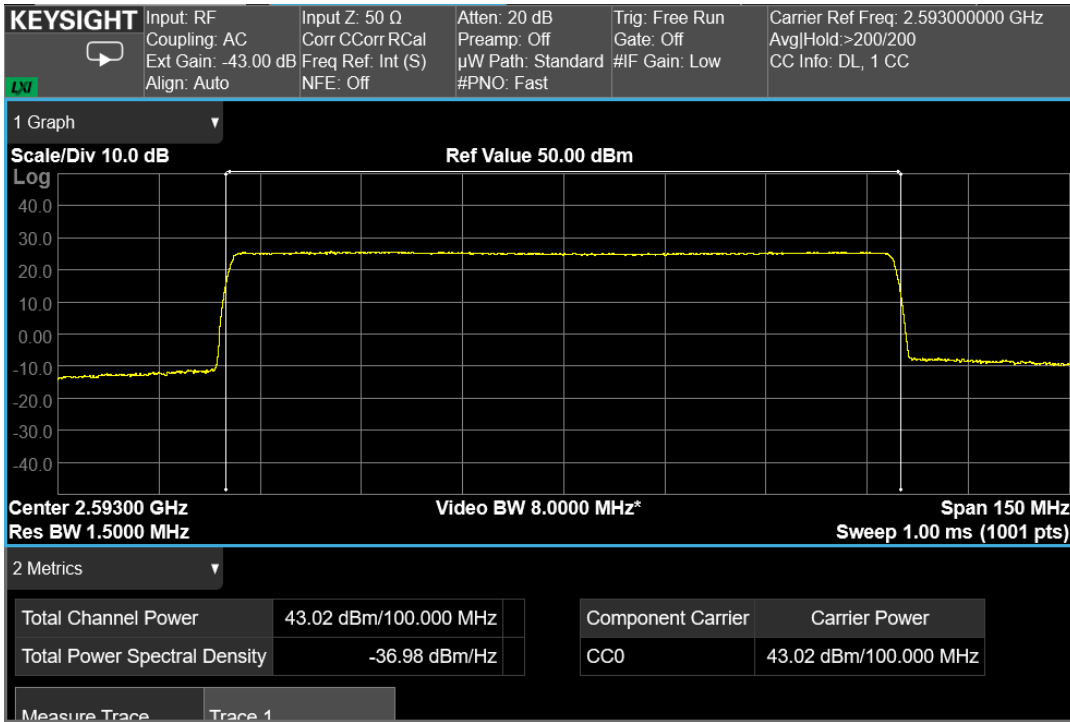 KEYSIGHT
LXI
Input: RF
Coupling: AC
Ext Gain: -43.00 dB
Align: Auto
Input Z: 50 Ω
Corr CCorr RCal
Freq Ref: Int (S)
NFE: Off
Atten: 20 dB
Preamp: Off
µW Path: Standard
#PNO: Fast
Trig: Free Run
Gate: Off
#IF Gain: Low
Carrier Ref Freq: 2.593000000 GHz
Avg|Hold:>200/200
CC Info: DL, 1 CC
1 Graph
Scale/Div 10.0 dB
Ref Value 50.00 dBm
Log
40.0
30.0
20.0
10.0
0.00
-10.0
-20.0
-30.0
-40.0
Center 2.59300 GHz
Video BW 8.0000 MHz*
Span 150 MHz
Res BW 1.5000 MHz
Sweep 1.00 ms (1001 pts)
2 Metrics
Total Channel Power 43.02 dBm/100.000 MHz
Total Power Spectral Density -36.98 dBm/Hz
Component Carrier Carrier Power
CC0 43.02 dBm/100.000 MHz
Measure Trace Trace 1